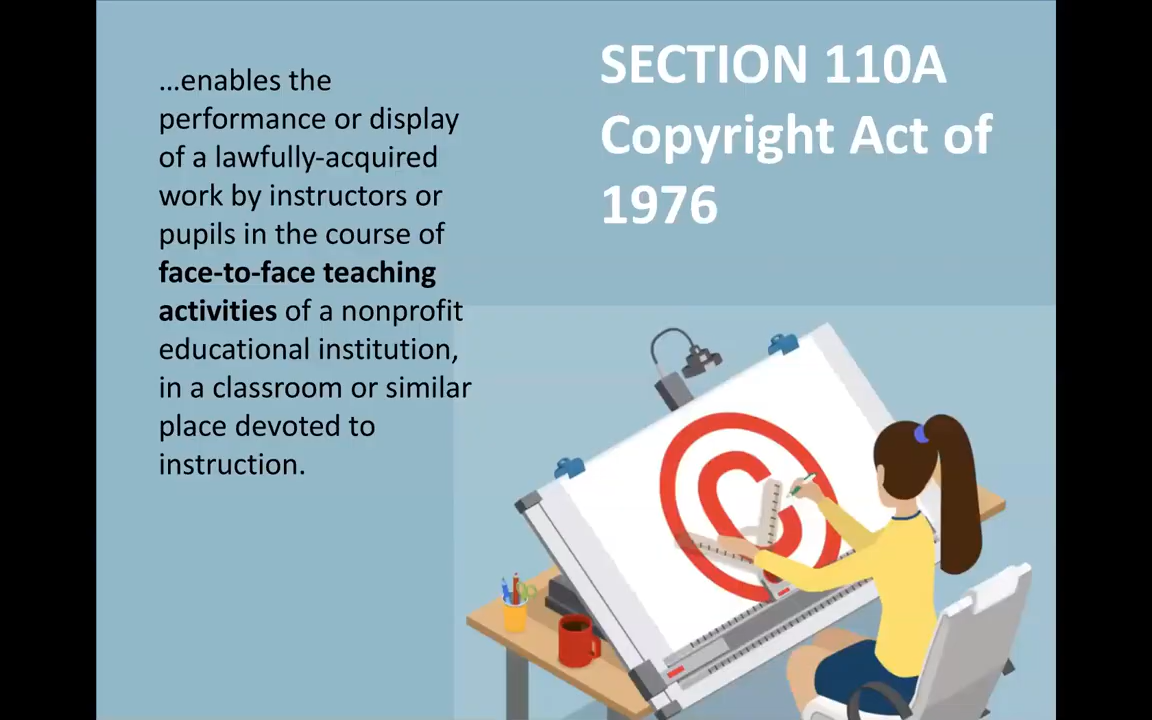 SECTION 110A
Copyright Act of
1976
...enables the
performance or display
of a lawfully-acquired
work by instructors or
pupils in the course of
face-to-face teaching
activities of a nonprofit
educational institution,
in a classroom or similar
place devoted to
instruction.